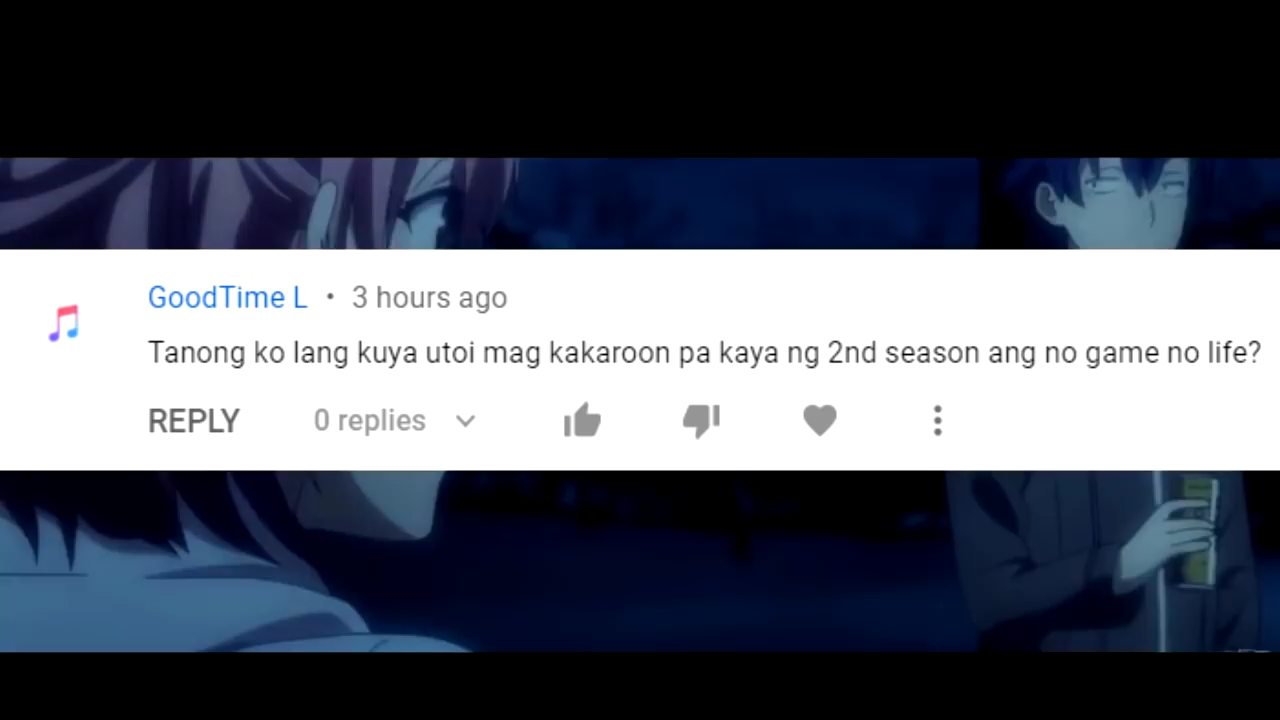 GoodTime L • 3 hours ago
Tanong ko lang kuya utoi mag kakaroon pa kaya ng 2nd season ang no game no life?
REPLY 0 replies